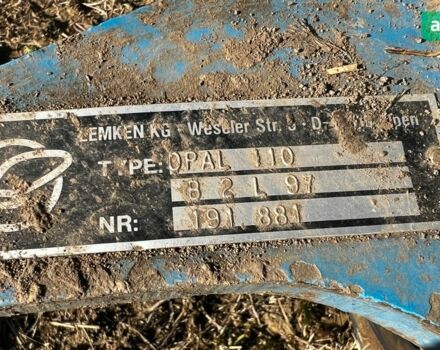 LEMKEN KG - Weseler Str. 5 · D-
TYPE: OPAL 110
8 2 L 97
NR: 191 881